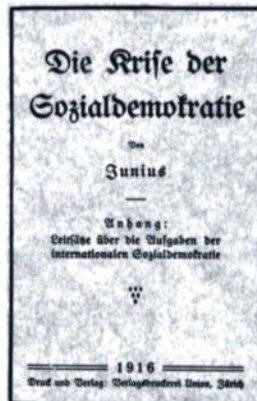 Die Krise der
Sozialdemokratie
Von
Junius
Anhang:
Leitsätze über die Aufgaben der
internationalen Sozialdemokratie
1916
Druck und Verlag: Verlagsdruckerei Union, Zürich